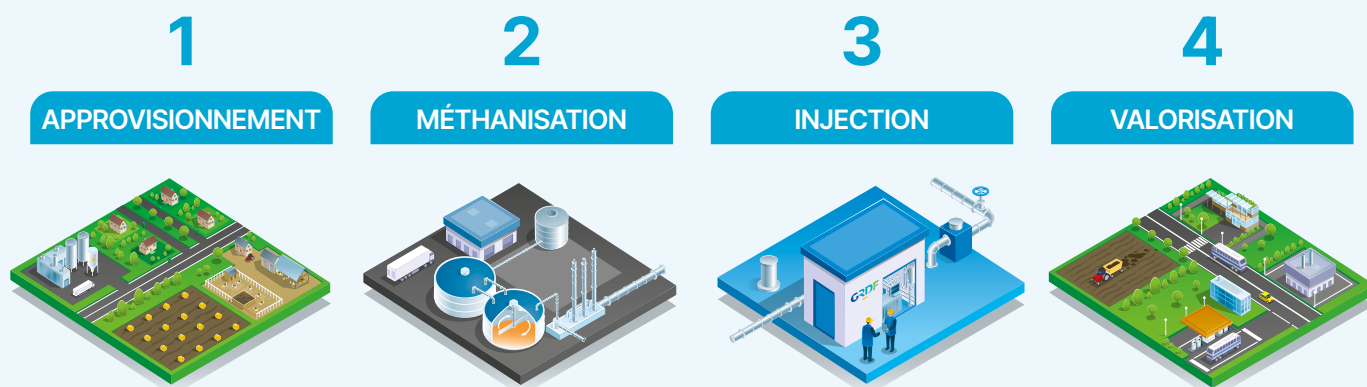 1
2
3
4
APPROVISIONNEMENT
MÉTHANISATION
INJECTION
VALORISATION
GRDF